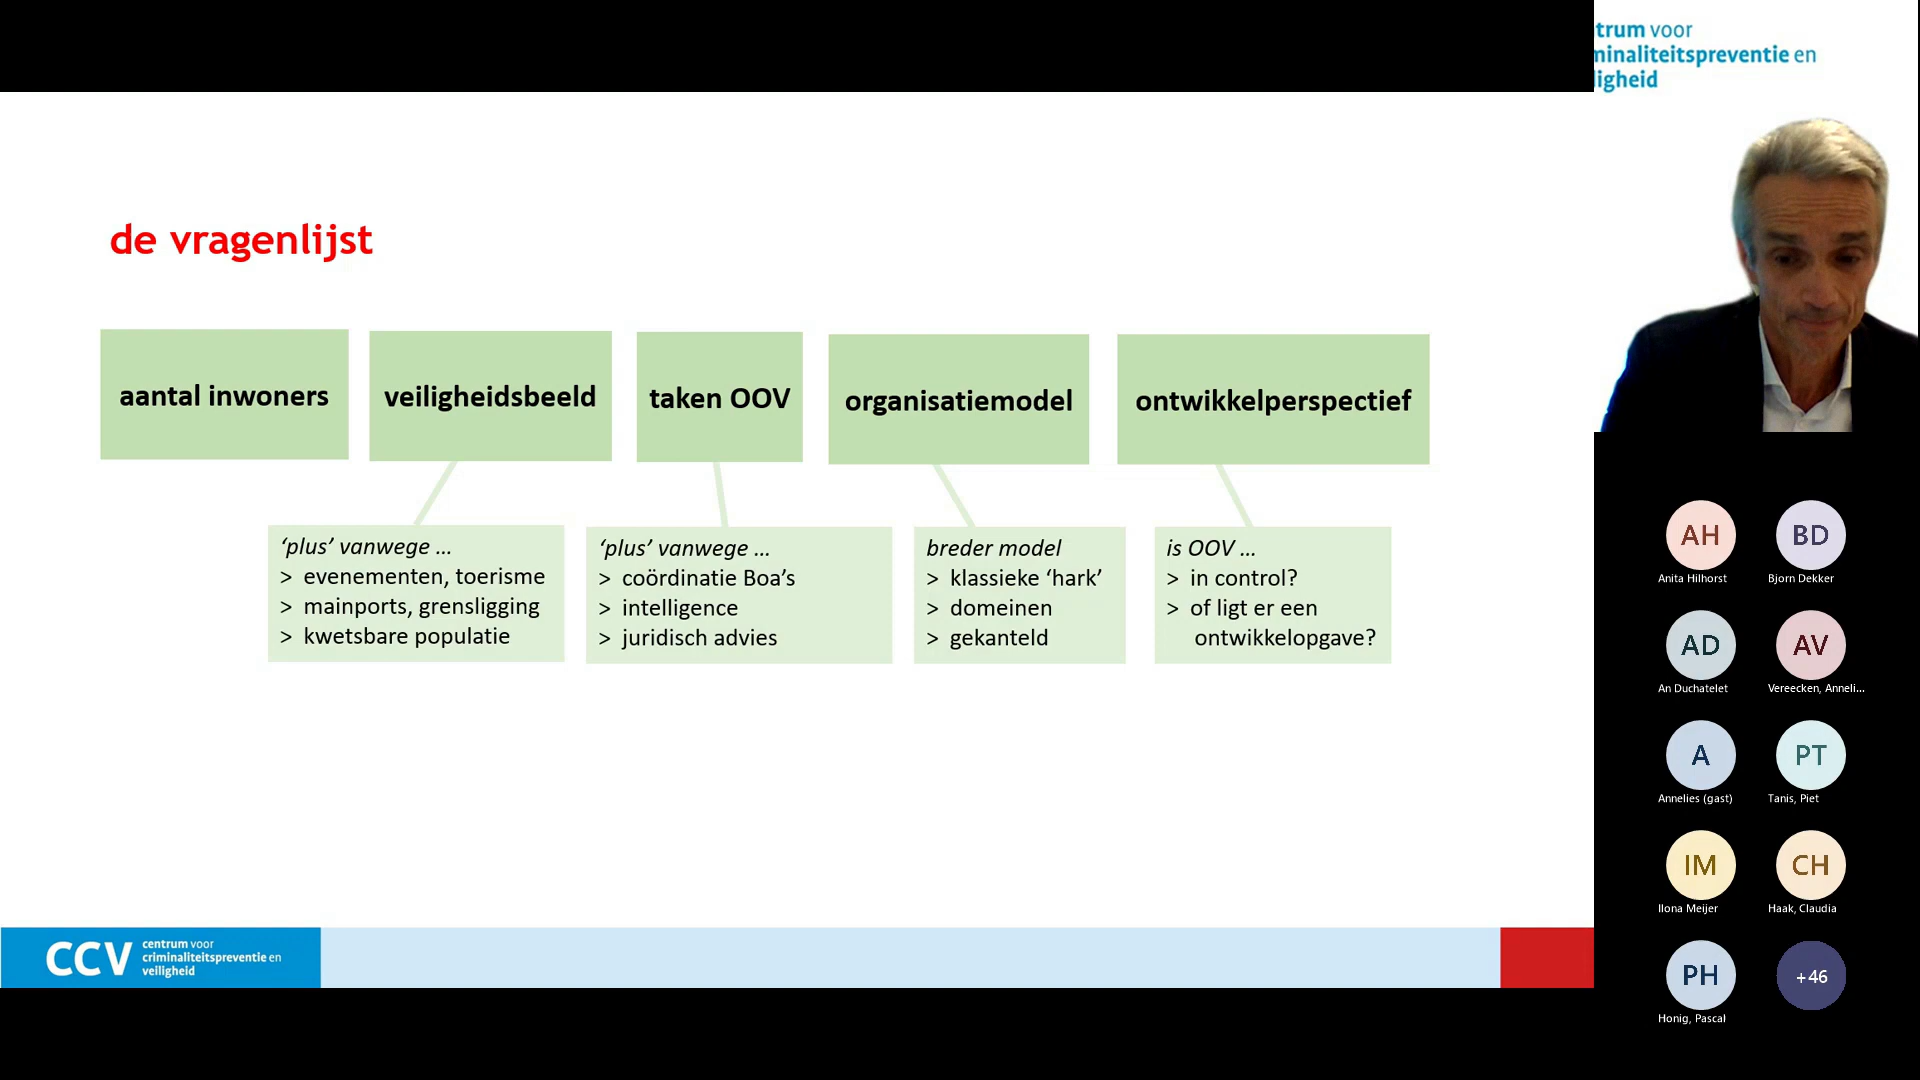 trum voor
minaliteitspreventie en
ligheid
de vragenlijst
aantal inwoners
veiligheidsbeeld
taken OOV
organisatiemodel
ontwikkelperspectief
‘plus’ vanwege ...
> evenementen, toerisme
> mainports, grensligging
> kwetsbare populatie
‘plus’ vanwege ...
> coördinatie Boa’s
> intelligence
> juridisch advies
breder model
> klassieke ‘hark’
> domeinen
> gekanteld
is OOV ...
> in control?
> of ligt er een
ontwikkelopgave?
AH
Anita Hilhorst
BD
Bjorn Dekker
AD
An Duchatelet
AV
Vereecken, Anneli...
A
Annelies (gast)
PT
Tanis, Piet
IM
Ilona Meijer
CH
Haak, Claudia
PH
Honig, Pascal
+46
CCV
centrum voor
criminaliteitspreventie en
veiligheid